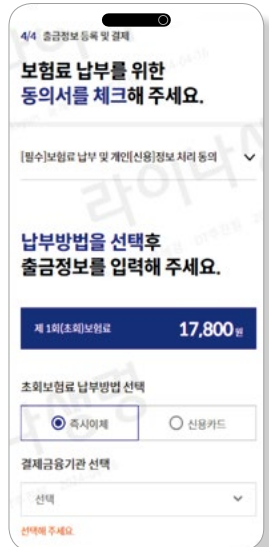 4/4 출금정보 등록 및 결제
보험료 납부를 위한
동의서를 체크해 주세요.
[필수]보험료 납부 및 개인(신용)정보 처리 동의
납부방법을 선택후
출금정보를 입력해 주세요.
제 1회(초회)보험료 17,800 원
초회보험료 납부방법 선택
즉시이체 신용카드
결제금융기관 선택
선택
선택해 주세요.
라이나생명